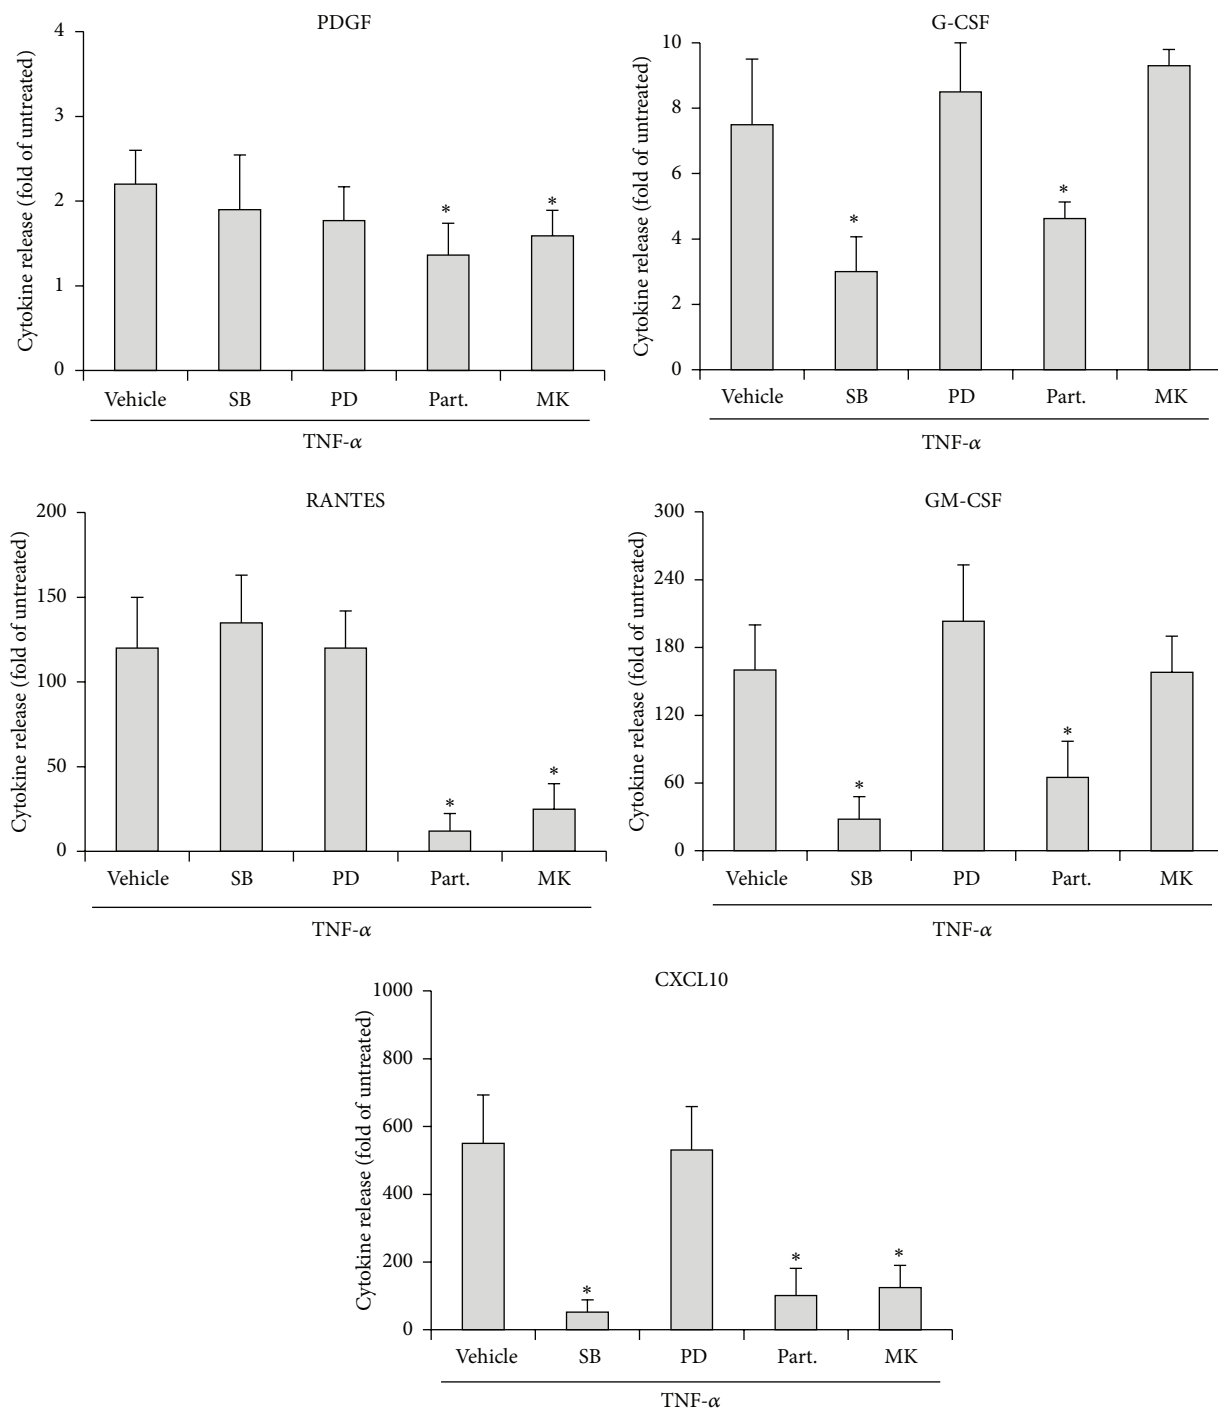 PDGF
Cytokine release (fold of untreated)
4
3
2
1
0
* *
Vehicle SB PD Part. MK
TNF-α
G-CSF
Cytokine release (fold of untreated)
10
8
6
4
2
0
* *
Vehicle SB PD Part. MK
TNF-α
RANTES
Cytokine release (fold of untreated)
200
150
100
50
0
* *
Vehicle SB PD Part. MK
TNF-α
GM-CSF
Cytokine release (fold of untreated)
300
240
180
120
60
0
* *
Vehicle SB PD Part. MK
TNF-α
CXCL10
Cytokine release (fold of untreated)
1000
800
600
400
200
0
* * *
Vehicle SB PD Part. MK
TNF-α